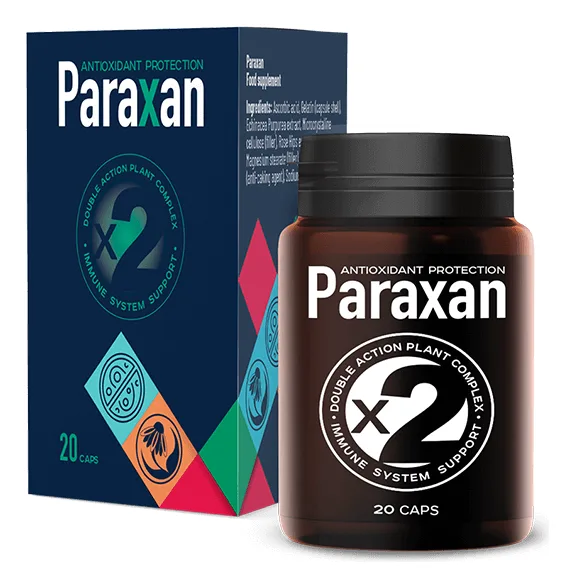 ANTIOXIDANT PROTECTION
Paraxan
DOUBLE ACTION PLANT COMPLEX
x2
IMMUNE SYSTEM SUPPORT
20 CAPS
Paraxan
Food supplement
Ingredients: Ascorbic acid, Gelatin (capsule shell),
Echinacea Purpurea extract, Microcrystalline
cellulose (filler), Rose Hips
Magnesium stearate (filler)
(anti-caking agent), Sodium
ANTIOXIDANT PROTECTION
Paraxan
DOUBLE ACTION PLANT COMPLEX
x2
IMMUNE SYSTEM SUPPORT
20 CAPS